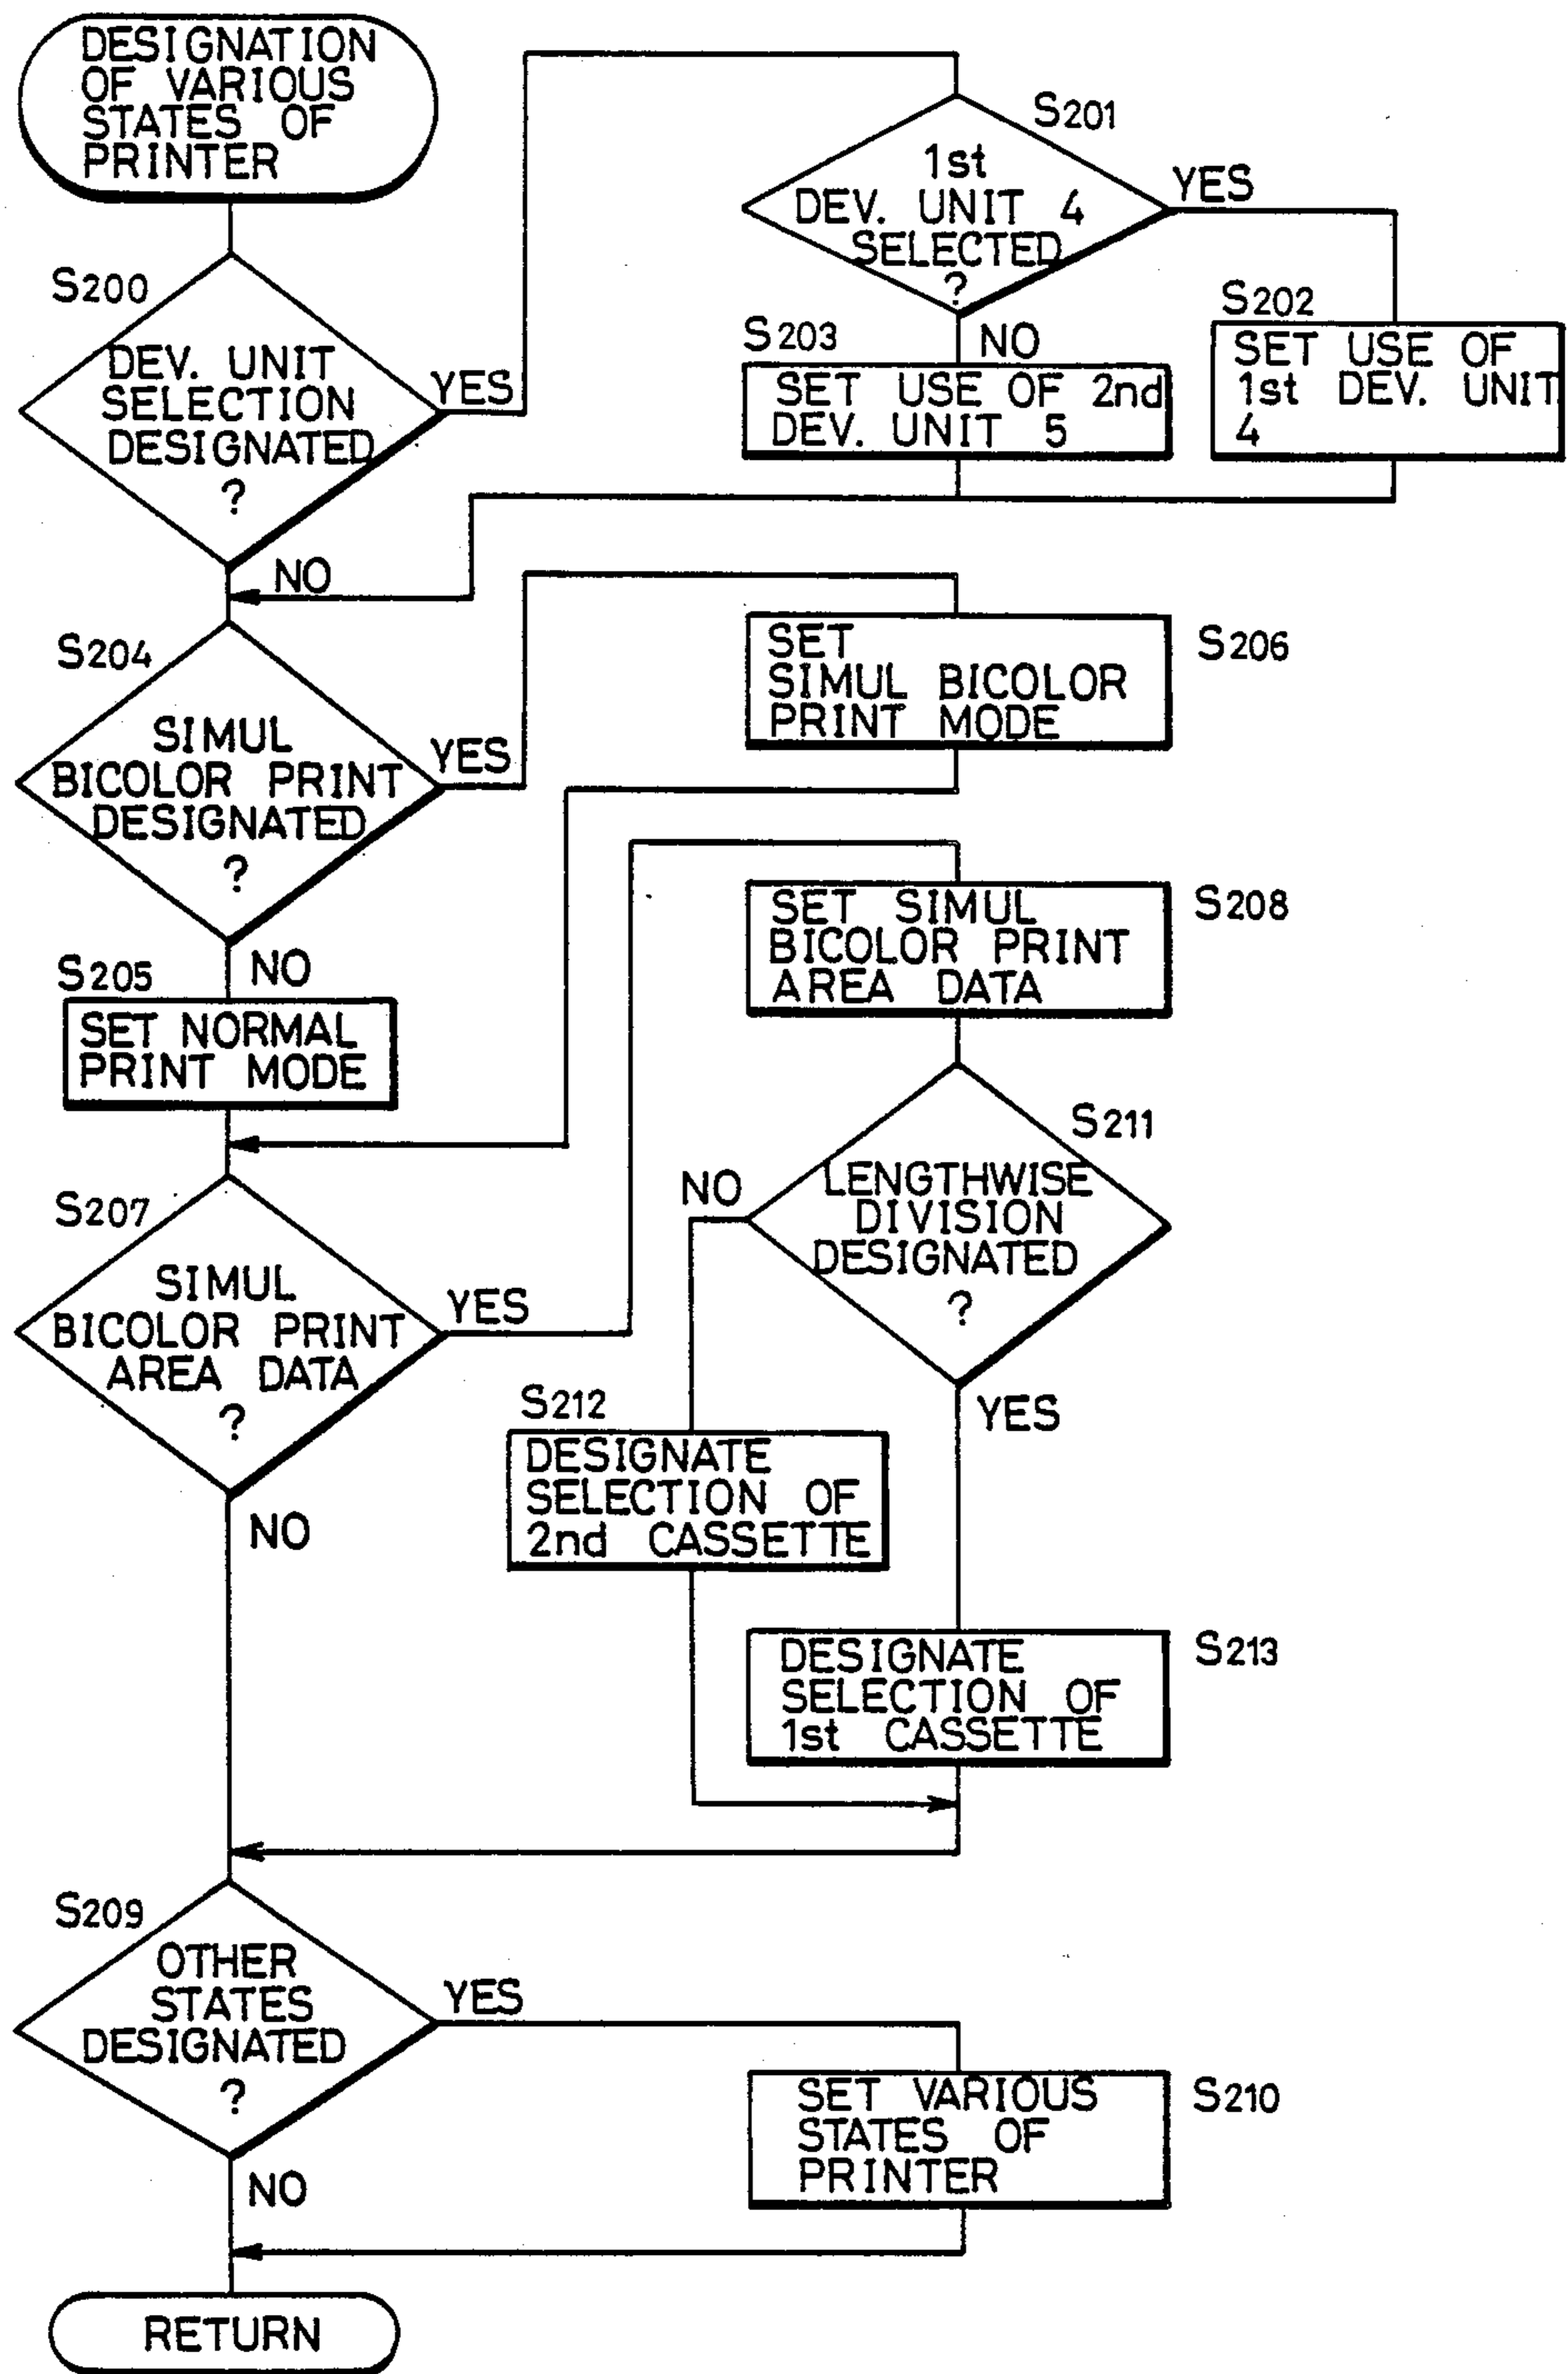 DESIGNATION
OF VARIOUS
STATES OF
PRINTER
S200
DEV. UNIT
SELECTION
DESIGNATED
?
YES
NO
S201
1st
DEV. UNIT 4
SELECTED
?
YES
NO
S202
SET USE OF
1st DEV. UNIT
4
S203
SET USE OF 2nd
DEV. UNIT 5
S204
SIMUL
BICOLOR PRINT
DESIGNATED
?
YES
NO
S206
SET
SIMUL BICOLOR
PRINT MODE
S205
SET NORMAL
PRINT MODE
S207
SIMUL
BICOLOR PRINT
AREA DATA
?
YES
NO
S208
SET SIMUL
BICOLOR PRINT
AREA DATA
S211
LENGTHWISE
DIVISION
DESIGNATED
?
NO
YES
S212
DESIGNATE
SELECTION OF
2nd CASSETTE
S213
DESIGNATE
SELECTION OF
1st CASSETTE
S209
OTHER
STATES
DESIGNATED
?
YES
NO
S210
SET VARIOUS
STATES OF
PRINTER
RETURN